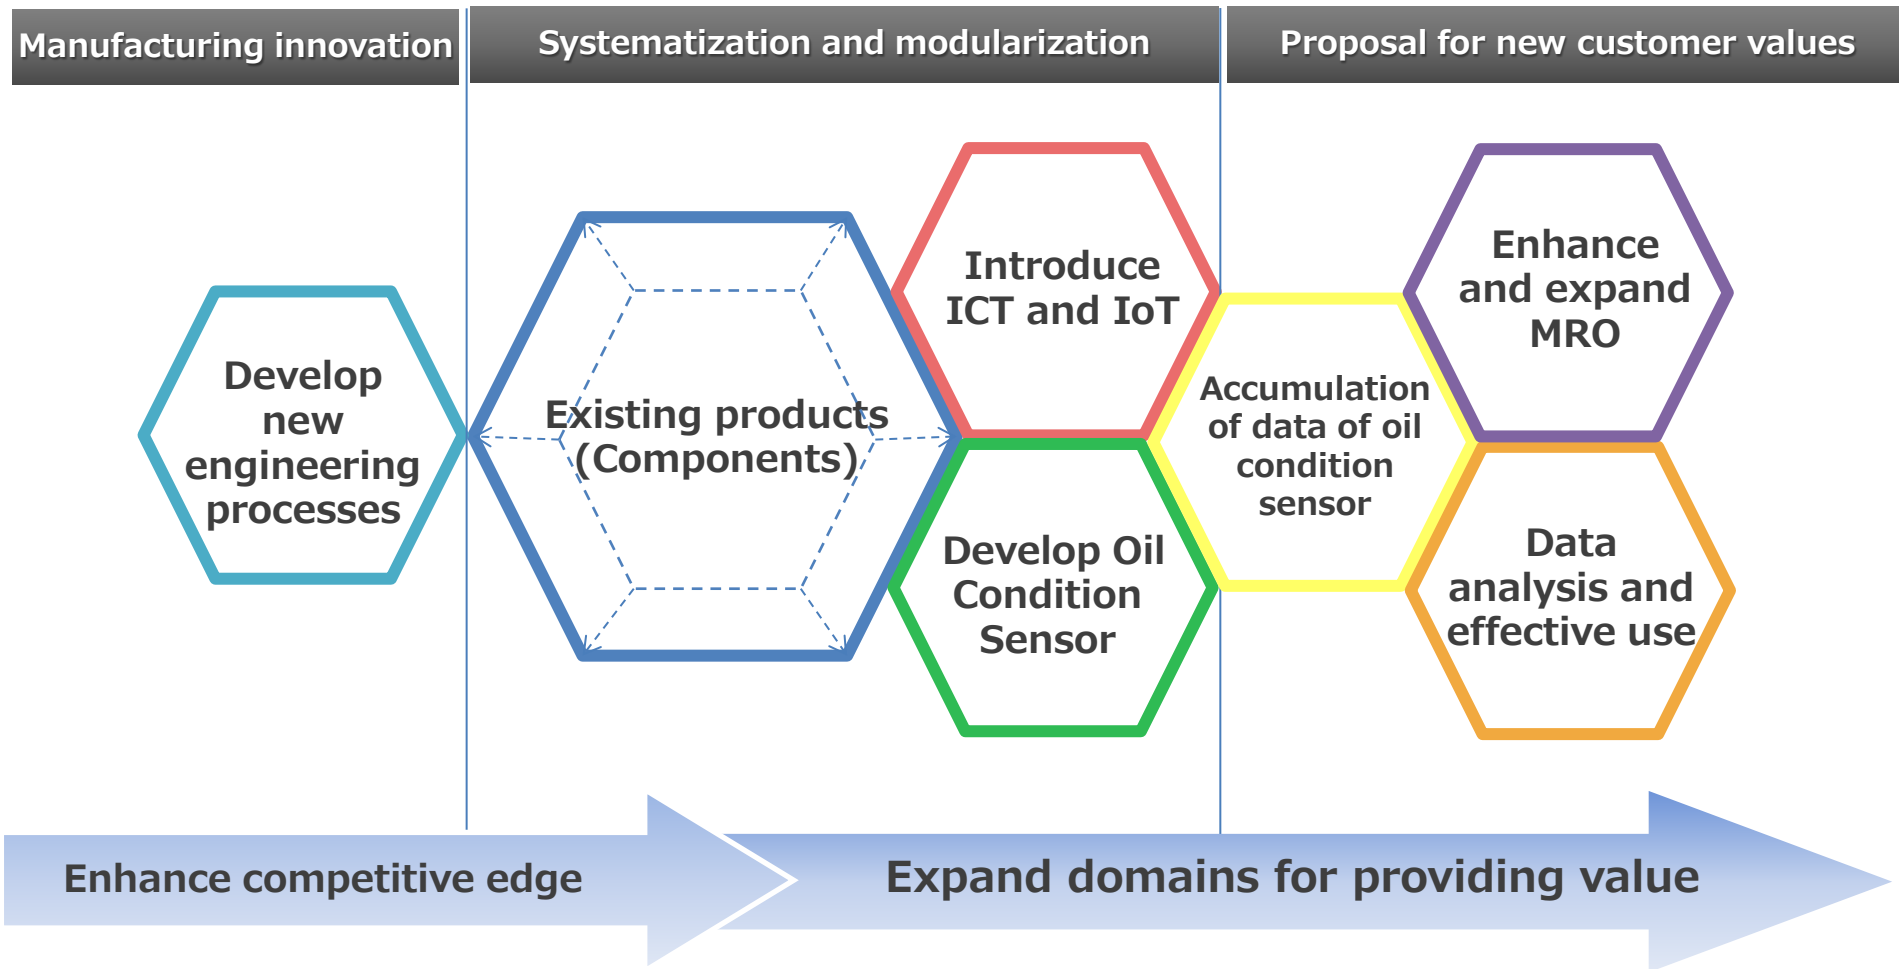 Manufacturing innovation
Systematization and modularization
Proposal for new customer values
Develop
new
engineering
processes
Existing products
(Components)
Introduce
ICT and IoT
Develop Oil
Condition
Sensor
Accumulation
of data of oil
condition
sensor
Enhance
and expand
MRO
Data
analysis and
effective use
Enhance competitive edge
Expand domains for providing value